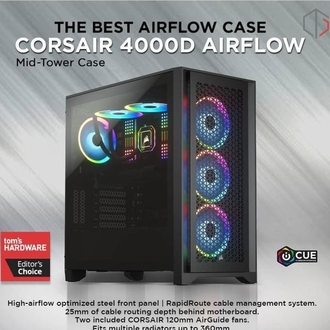 THE BEST AIRFLOW CASE
CORSAIR 4000D AIRFLOW
Mid-Tower Case
tom's
HARDWARE
Editor's
Choice
iCUE
High-airflow optimized steel front panel | RapidRoute cable management system.
25mm of cable routing depth behind motherboard.
Two included CORSAIR 120mm AirGuide fans.
Fits multiple radiators up to 360mm